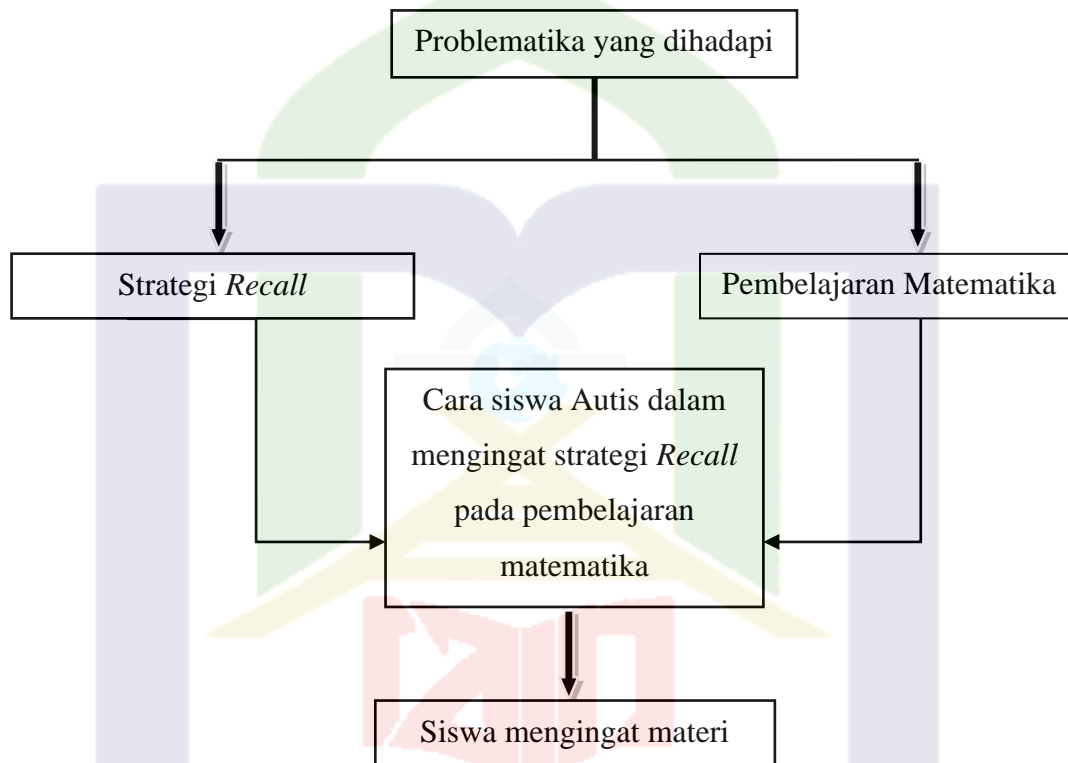 Problematika yang dihadapi
Strategi Recall
Pembelajaran Matematika
Cara siswa Autis dalam
mengingat strategi Recall
pada pembelajaran
matematika
Siswa mengingat materi